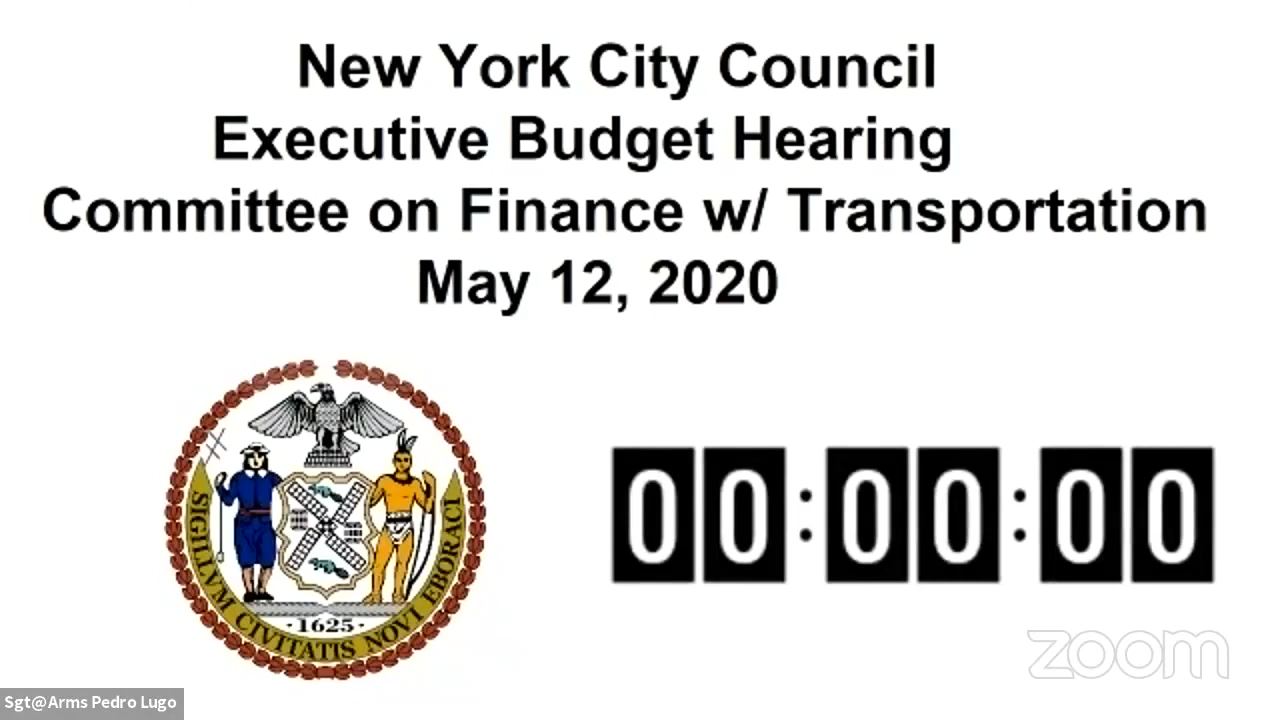 New York City Council
Executive Budget Hearing
Committee on Finance w/ Transportation
May 12, 2020
SIGILLVM CIVITATIS NOVI EBORACI
·1625·
00:00:00
zoom
Sgt@Arms Pedro Lugo